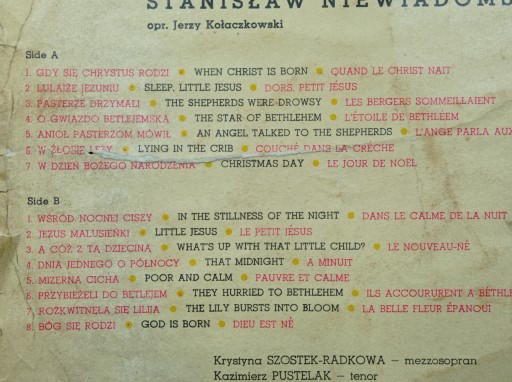 STANISŁAW NIEWIADOMS
opr. Jerzy Kołaczkowski
Side A
1. GDY SIĘ CHRYSTUS RODZI • WHEN CHRIST IS BORN • QUAND LE CHRIST NAIT
2. LULAJŻE JEZUNIU • SLEEP, LITTLE JESUS • DORS, PETIT JÉSUS
3. PASTERZE DRZYMALI • THE SHEPHERDS WERE DROWSY • LES BERGERS SOMMEILLAIENT
4. O GWIAZDO BETLEJEMSKA • THE STAR OF BETHLEHEM • L'ÉTOILE DE BETHLÉEM
5. ANIOŁ PASTERZOM MÓWIŁ • AN ANGEL TALKED TO THE SHEPHERDS • L'ANGE PARLA AUX
6. W ŻŁOBIE LEŻY • LYING IN THE CRIB • COUCHÉ DANS LA CRÈCHE
7. W DZIEŃ BOŻEGO NARODZENIA • CHRISTMAS DAY • LE JOUR DE NOËL
Side B
1. WŚRÓD NOCNEJ CISZY • IN THE STILLNESS OF THE NIGHT • DANS LE CALME DE LA NUIT
2. JEZUS MALUSIEŃKI • LITTLE JESUS • LE PETIT JÉSUS
3. A CÓŻ Z TĄ DZIECINĄ • WHAT'S UP WITH THAT LITTLE CHILD? • LE NOUVEAU-NÉ
4. DNIA JEDNEGO O PÓŁNOCY • THAT MIDNIGHT • A MINUIT
5. MIZERNA CICHA • POOR AND CALM • PAUVRE ET CALME
6. PRZYBIEŻELI DO BETLEJEM • THEY HURRIED TO BETHLEHEM • ILS ACCOURURENT A BETHL
7. ROZKWITNĘŁA SIĘ LILIJA • THE LILY BURSTS INTO BLOOM • LA BELLE FLEUR ÉPANOUI
8. BÓG SIĘ RODZI • GOD IS BORN • DIEU EST NÉ
Krystyna SZOSTEK-RADKOWA — mezzosopran
Kazimierz PUSTELAK — tenor